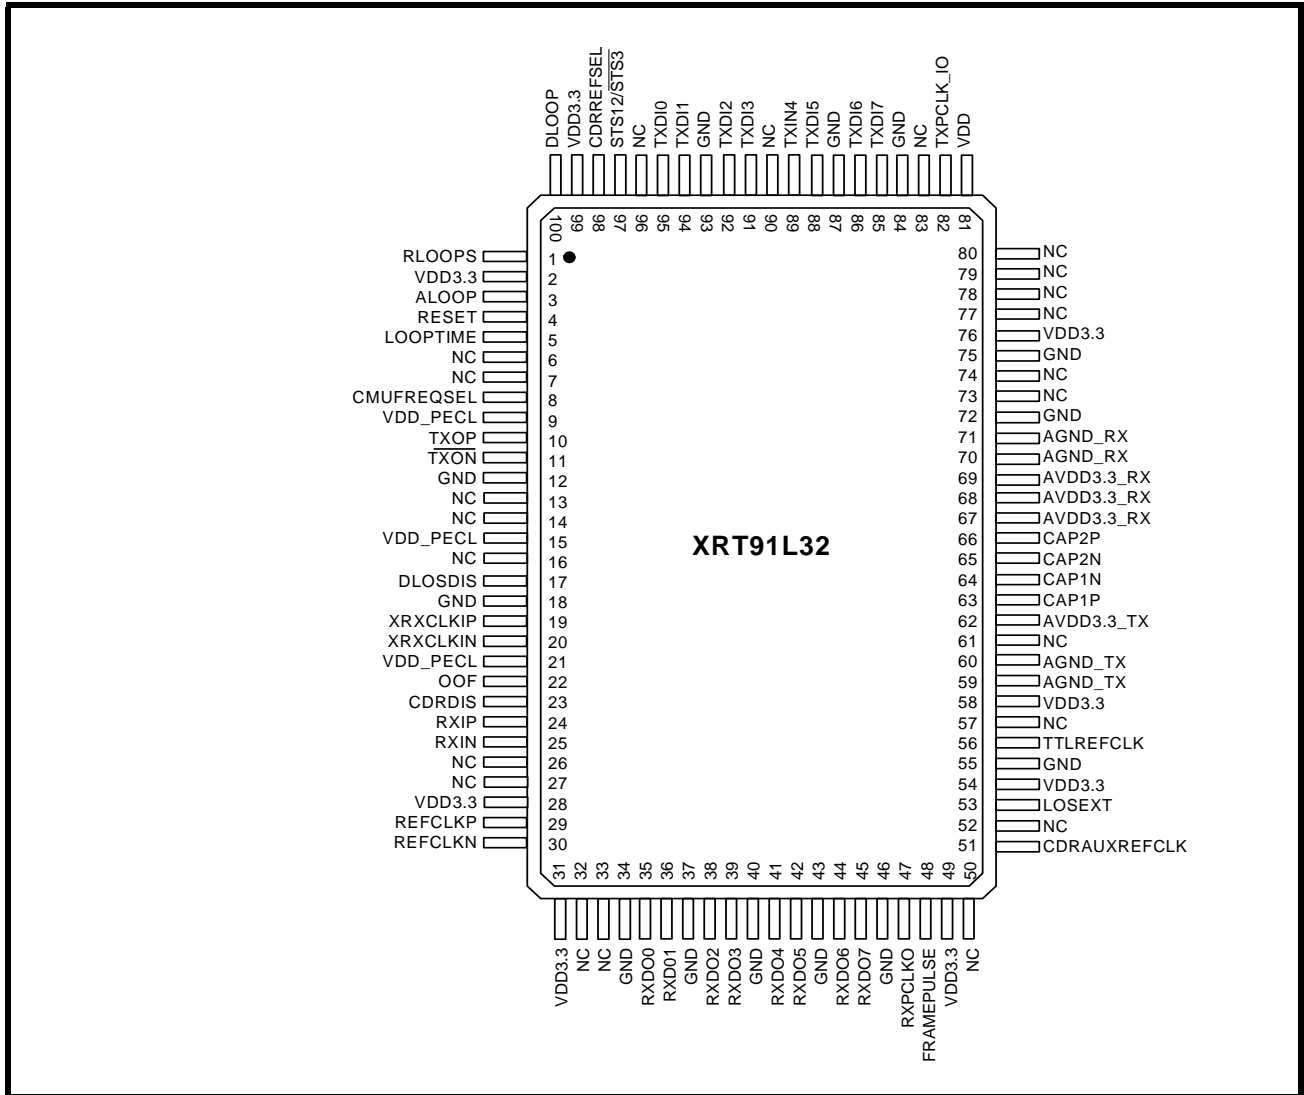 DLOOP
VDD3.3
CDRREFSEL
STS12/STS3
NC
TXDI0
TXDI1
GND
TXDI2
TXDI3
NC
TXIN4
TXDI5
GND
TXDI6
TXDI7
GND
NC
TXPCLK_IO
VDD
100 99 98 97 96 95 94 93 92 91 90 89 88 87 86 85 84 83 82 81
RLOOPS 1
VDD3.3 2
ALOOP 3
RESET 4
LOOPTIME 5
NC 6
NC 7
CMUFREQSEL 8
VDD_PECL 9
TXOP 10
TXON 11
GND 12
NC 13
NC 14
VDD_PECL 15
NC 16
DLOSDIS 17
GND 18
XRXCLKIP 19
XRXCLKIN 20
VDD_PECL 21
OOF 22
CDRDIS 23
RXIP 24
RXIN 25
NC 26
NC 27
VDD3.3 28
REFCLKP 29
REFCLKN 30
XRT91L32
80 NC
79 NC
78 NC
77 NC
76 VDD3.3
75 GND
74 NC
73 NC
72 GND
71 AGND_RX
70 AGND_RX
69 AVDD3.3_RX
68 AVDD3.3_RX
67 AVDD3.3_RX
66 CAP2P
65 CAP2N
64 CAP1N
63 CAP1P
62 AVDD3.3_TX
61 NC
60 AGND_TX
59 AGND_TX
58 VDD3.3
57 NC
56 TTLREFCLK
55 GND
54 VDD3.3
53 LOSEXT
52 NC
51 CDRAUXREFCLK
31 32 33 34 35 36 37 38 39 40 41 42 43 44 45 46 47 48 49 50
VDD3.3
NC
NC
GND
RXDO0
RXD01
GND
RXDO2
RXDO3
GND
RXDO4
RXDO5
GND
RXDO6
RXDO7
GND
RXPCLKO
FRAMEPULSE
VDD3.3
NC